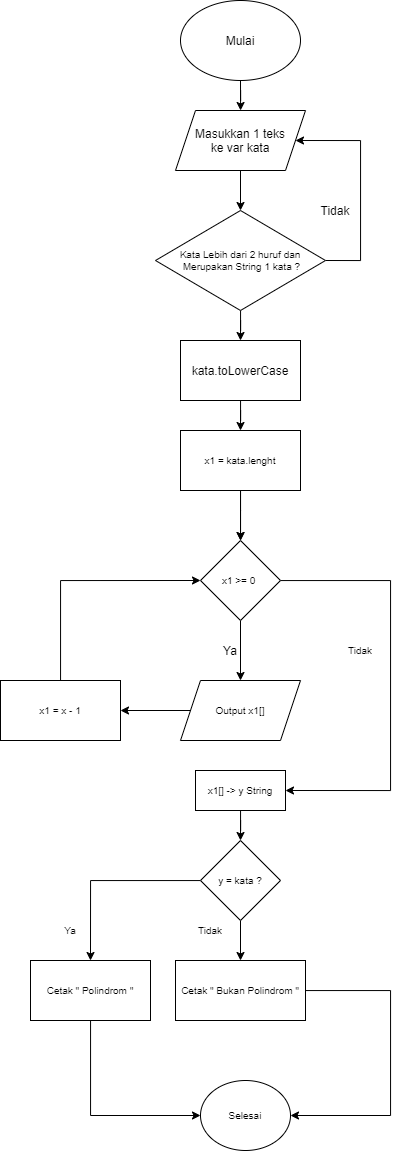 Mulai
Masukkan 1 teks
ke var kata
Tidak
Kata Lebih dari 2 huruf dan
Merupakan String 1 kata ?
kata.toLowerCase
x1 = kata.lenght
x1 >= 0
Ya
Tidak
x1 = x - 1
Output x1[]
x1[] -> y String
y = kata ?
Ya
Tidak
Cetak " Polindrom "
Cetak " Bukan Polindrom "
Selesai